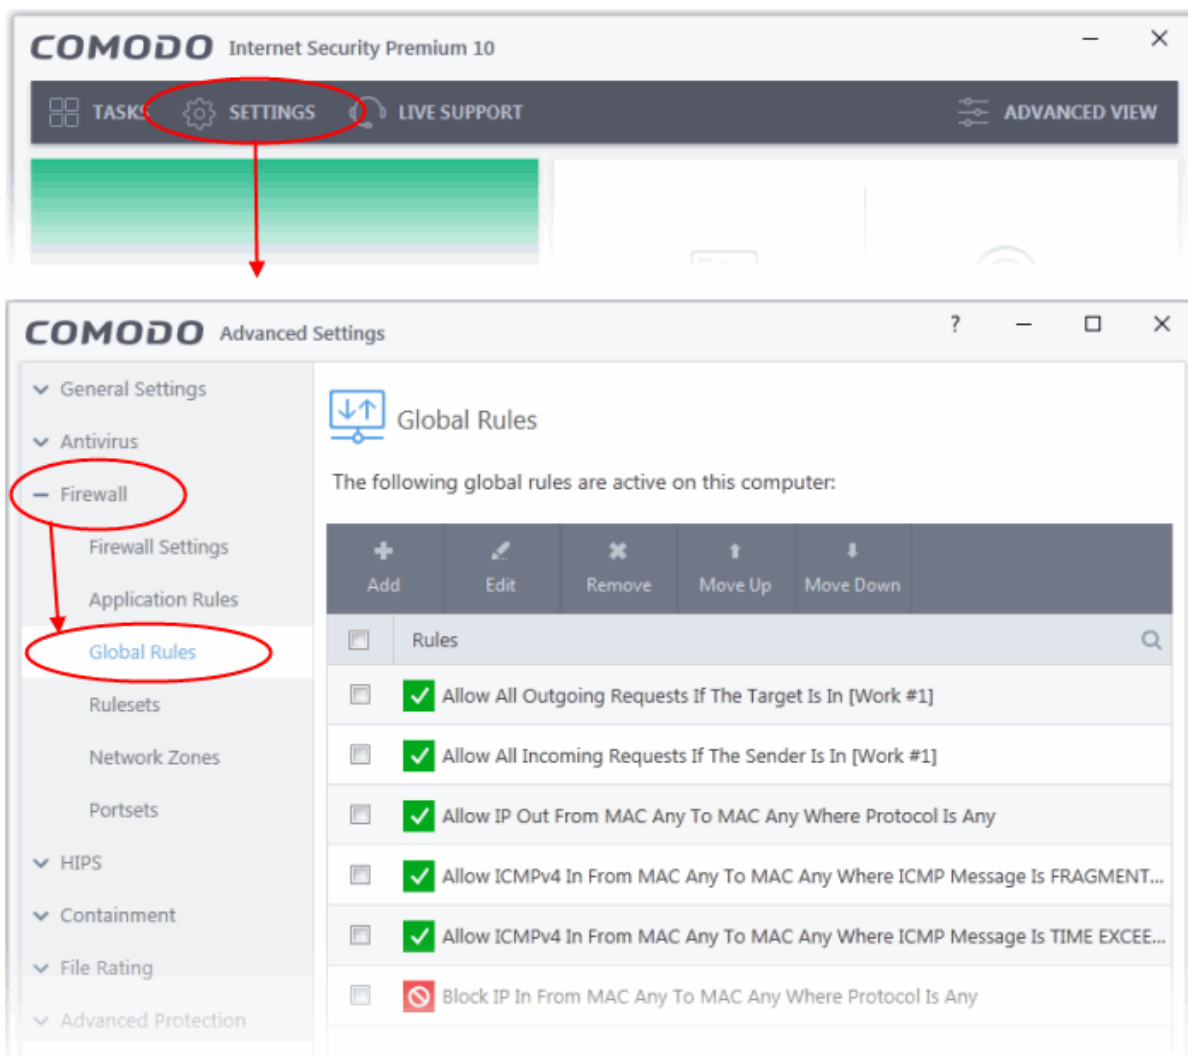 COMODO Internet Security Premium 10
TASKS SETTINGS LIVE SUPPORT ADVANCED VIEW
COMODO Advanced Settings ?
General Settings
Antivirus
Firewall
Firewall Settings
Application Rules
Global Rules
Rulesets
Network Zones
Portsets
HIPS
Containment
File Rating
Advanced Protection
Global Rules
The following global rules are active on this computer:
Add Edit Remove Move Up Move Down
Rules
Allow All Outgoing Requests If The Target Is In [Work #1]
Allow All Incoming Requests If The Sender Is In [Work #1]
Allow IP Out From MAC Any To MAC Any Where Protocol Is Any
Allow ICMPv4 In From MAC Any To MAC Any Where ICMP Message Is FRAGMENT...
Allow ICMPv4 In From MAC Any To MAC Any Where ICMP Message Is TIME EXCEE...
Block IP In From MAC Any To MAC Any Where Protocol Is Any